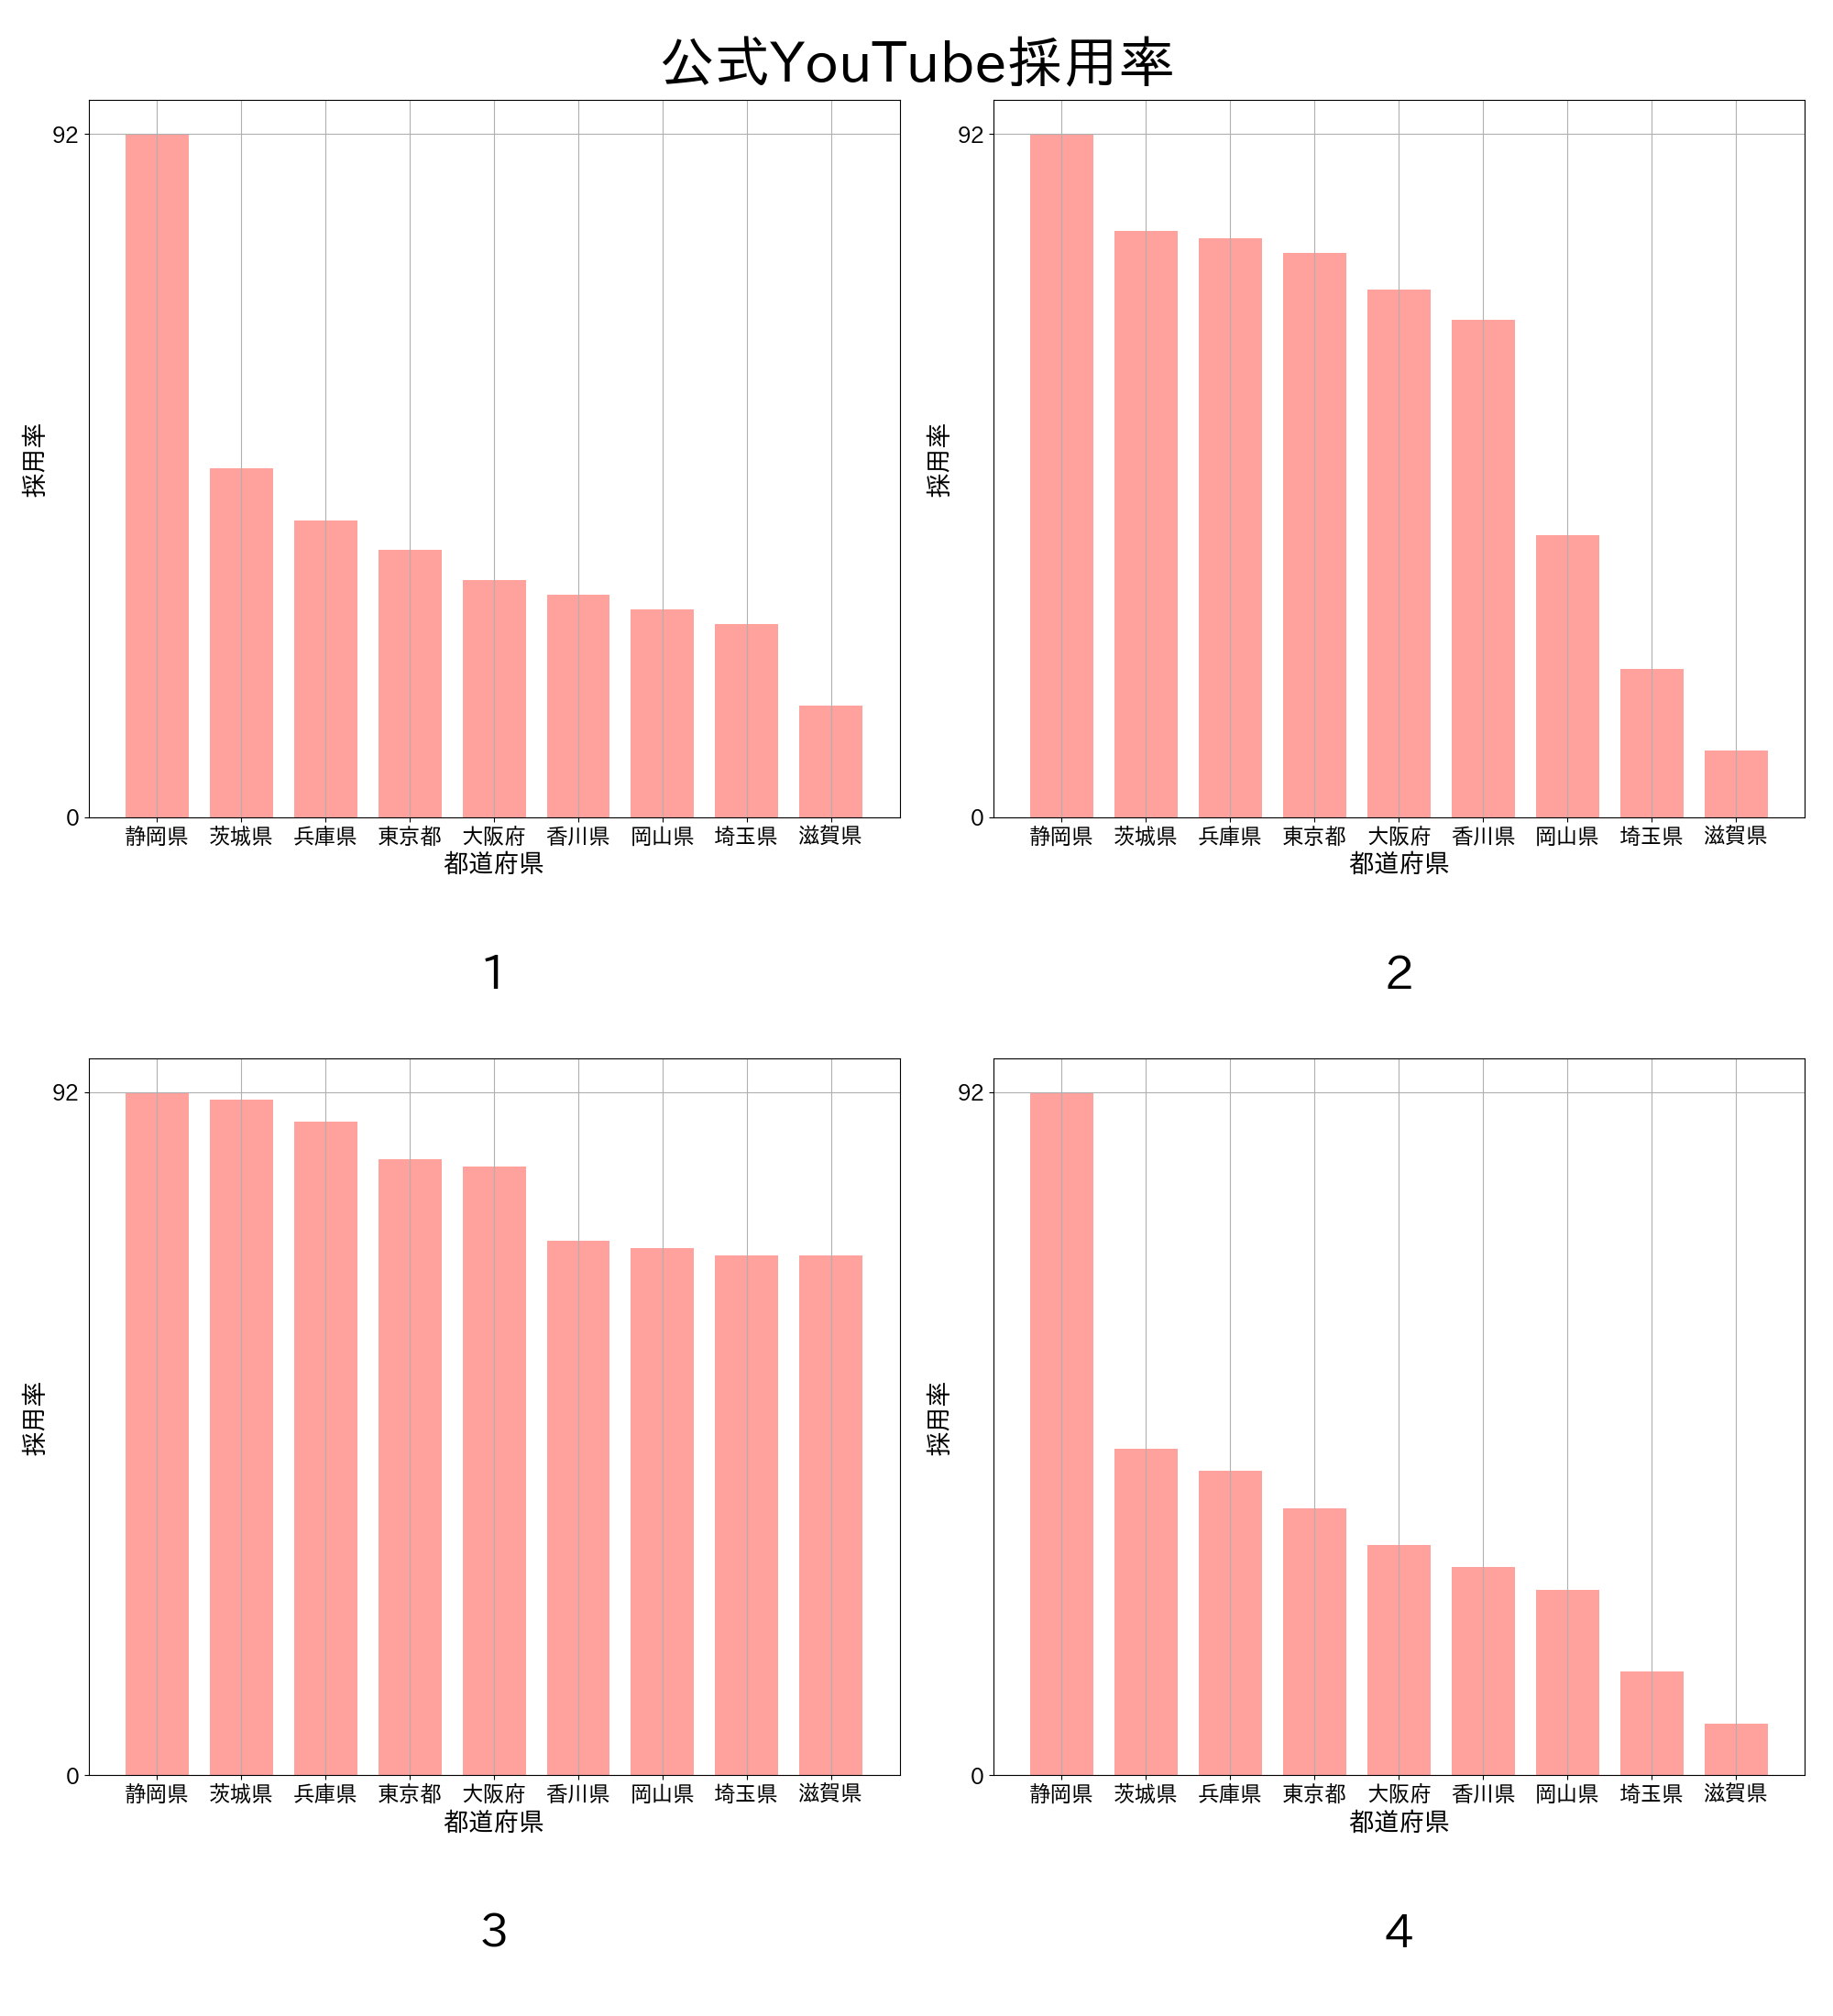 公式YouTube採用率
92
0
採用率
静岡県 茨城県 兵庫県 東京都 大阪府 香川県 岡山県 埼玉県 滋賀県
都道府県
1
92
0
採用率
静岡県 茨城県 兵庫県 東京都 大阪府 香川県 岡山県 埼玉県 滋賀県
都道府県
2
92
0
採用率
静岡県 茨城県 兵庫県 東京都 大阪府 香川県 岡山県 埼玉県 滋賀県
都道府県
3
92
0
採用率
静岡県 茨城県 兵庫県 東京都 大阪府 香川県 岡山県 埼玉県 滋賀県
都道府県
4